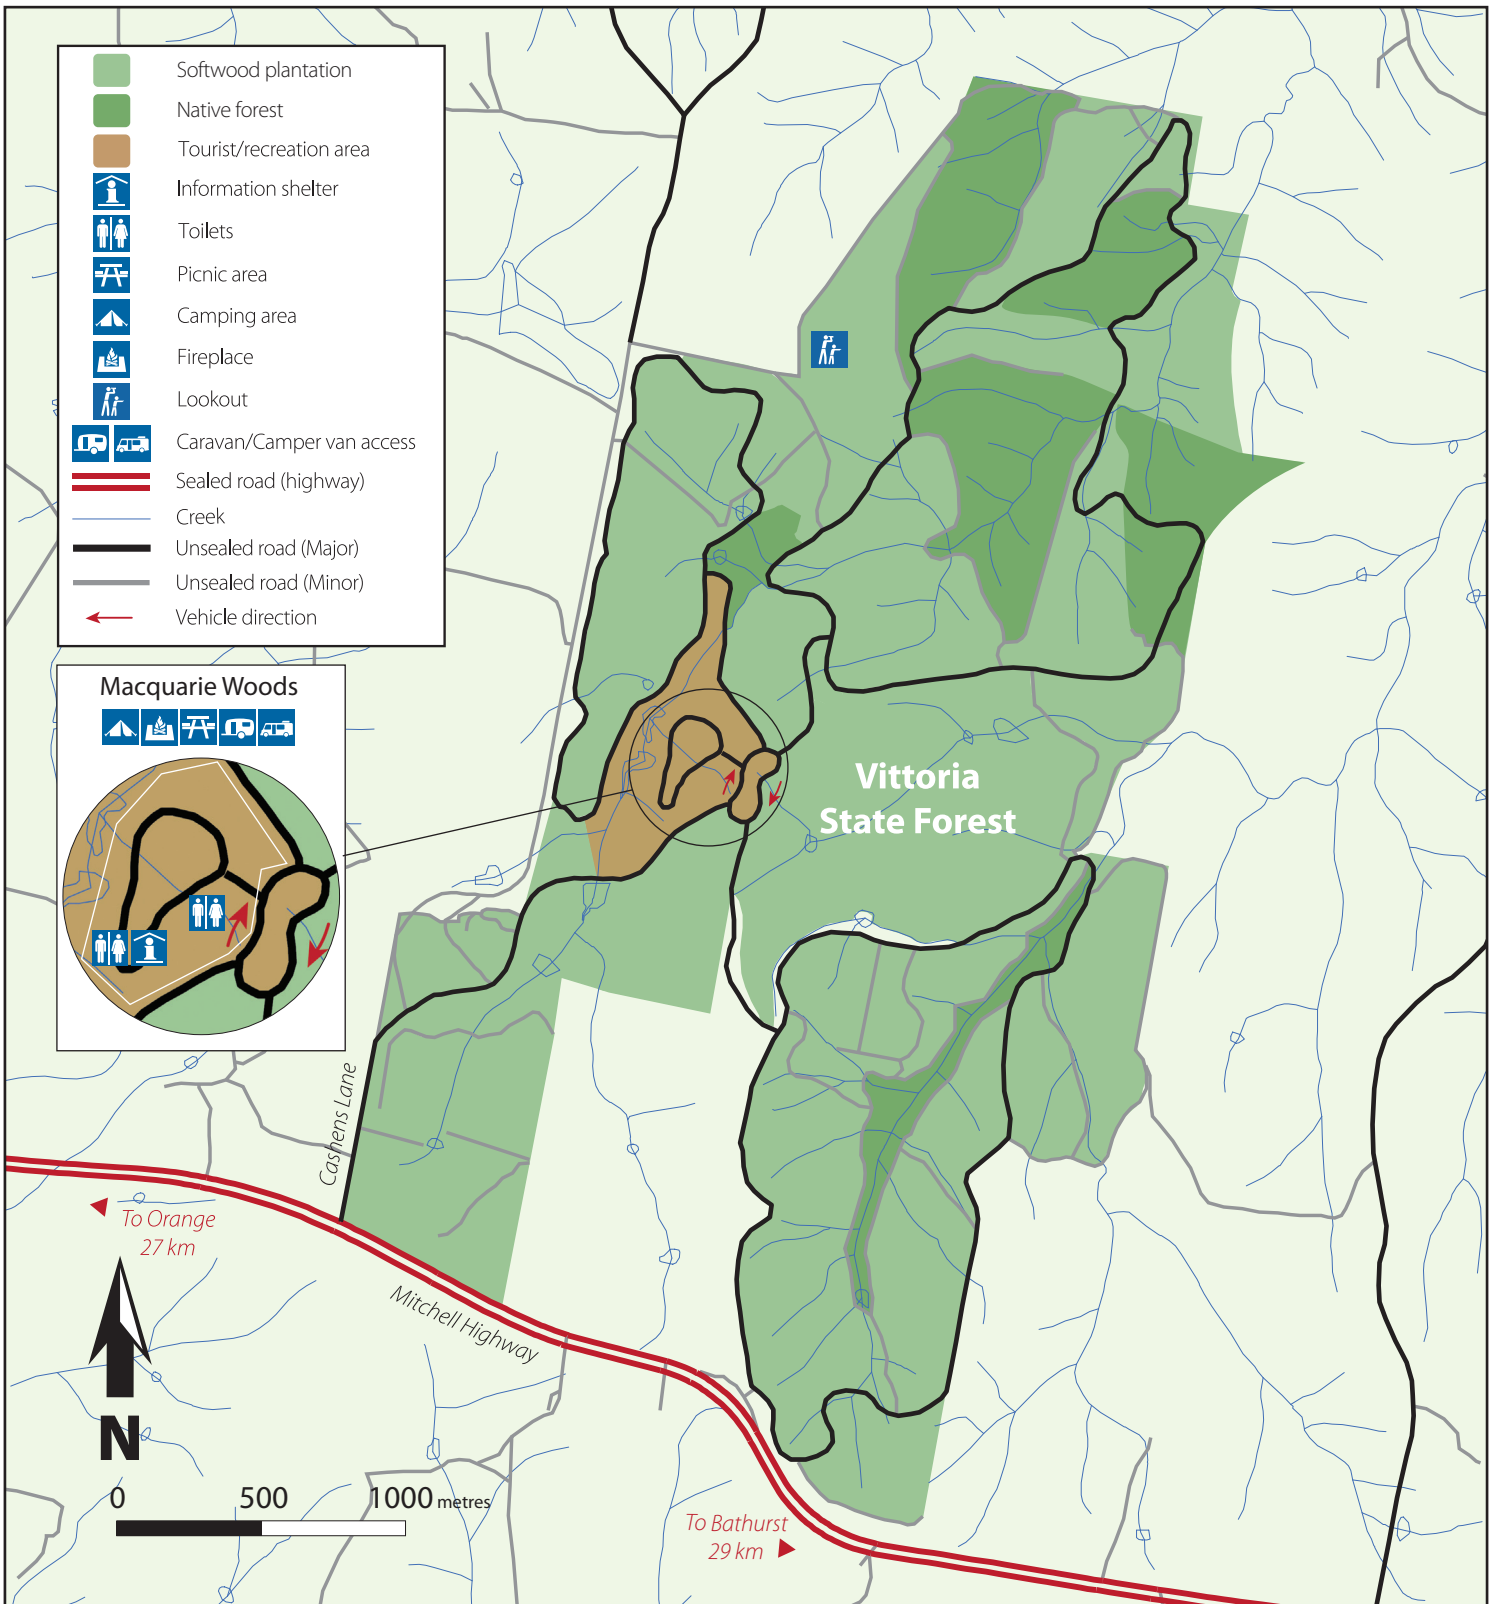 Softwood plantation
Native forest
Tourist/recreation area
Information shelter
Toilets
Picnic area
Camping area
Fireplace
Lookout
Caravan/Camper van access
Sealed road (highway)
Creek
Unsealed road (Major)
Unsealed road (Minor)
Vehicle direction
Macquarie Woods
Vittoria
State Forest
Cashens Lane
To Orange
27 km
Mitchell Highway
N
0 500 1000 metres
To Bathurst
29 km